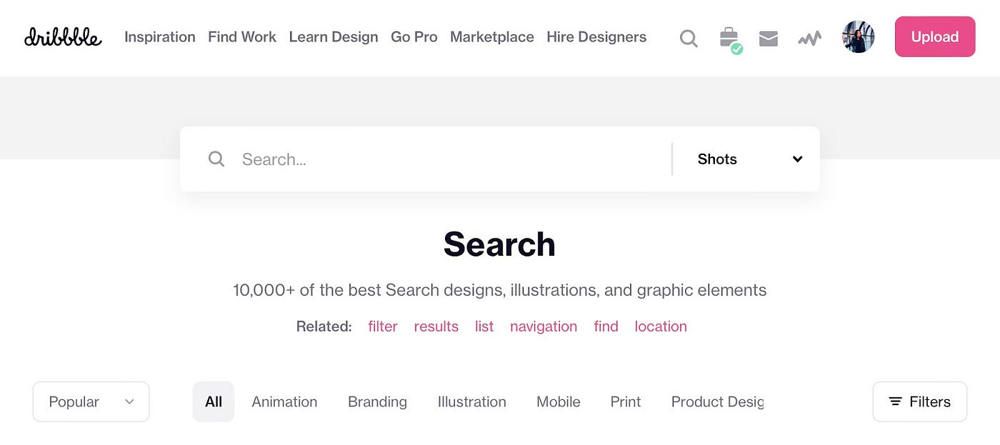 dribbble Inspiration Find Work Learn Design Go Pro Marketplace Hire Designers Upload
Search... Shots
Search
10,000+ of the best Search designs, illustrations, and graphic elements
Related: filter results list navigation find location
Popular All Animation Branding Illustration Mobile Print Product Desig Filters